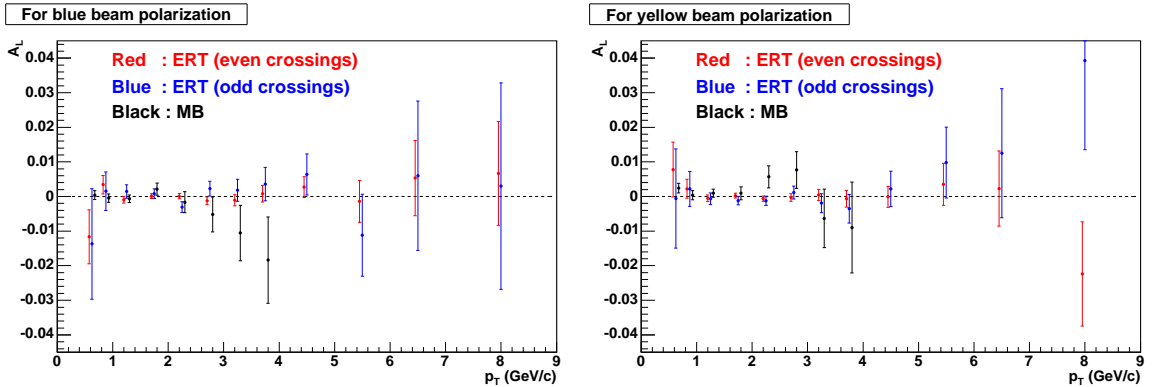 For blue beam polarization
A_L
0.04
0.03
0.02
0.01
0
-0.01
-0.02
-0.03
-0.04
Red : ERT (even crossings)
Blue : ERT (odd crossings)
Black : MB
0 1 2 3 4 5 6 7 8 9
p_T (GeV/c)
For yellow beam polarization
A_L
0.04
0.03
0.02
0.01
0
-0.01
-0.02
-0.03
-0.04
Red : ERT (even crossings)
Blue : ERT (odd crossings)
Black : MB
0 1 2 3 4 5 6 7 8 9
p_T (GeV/c)